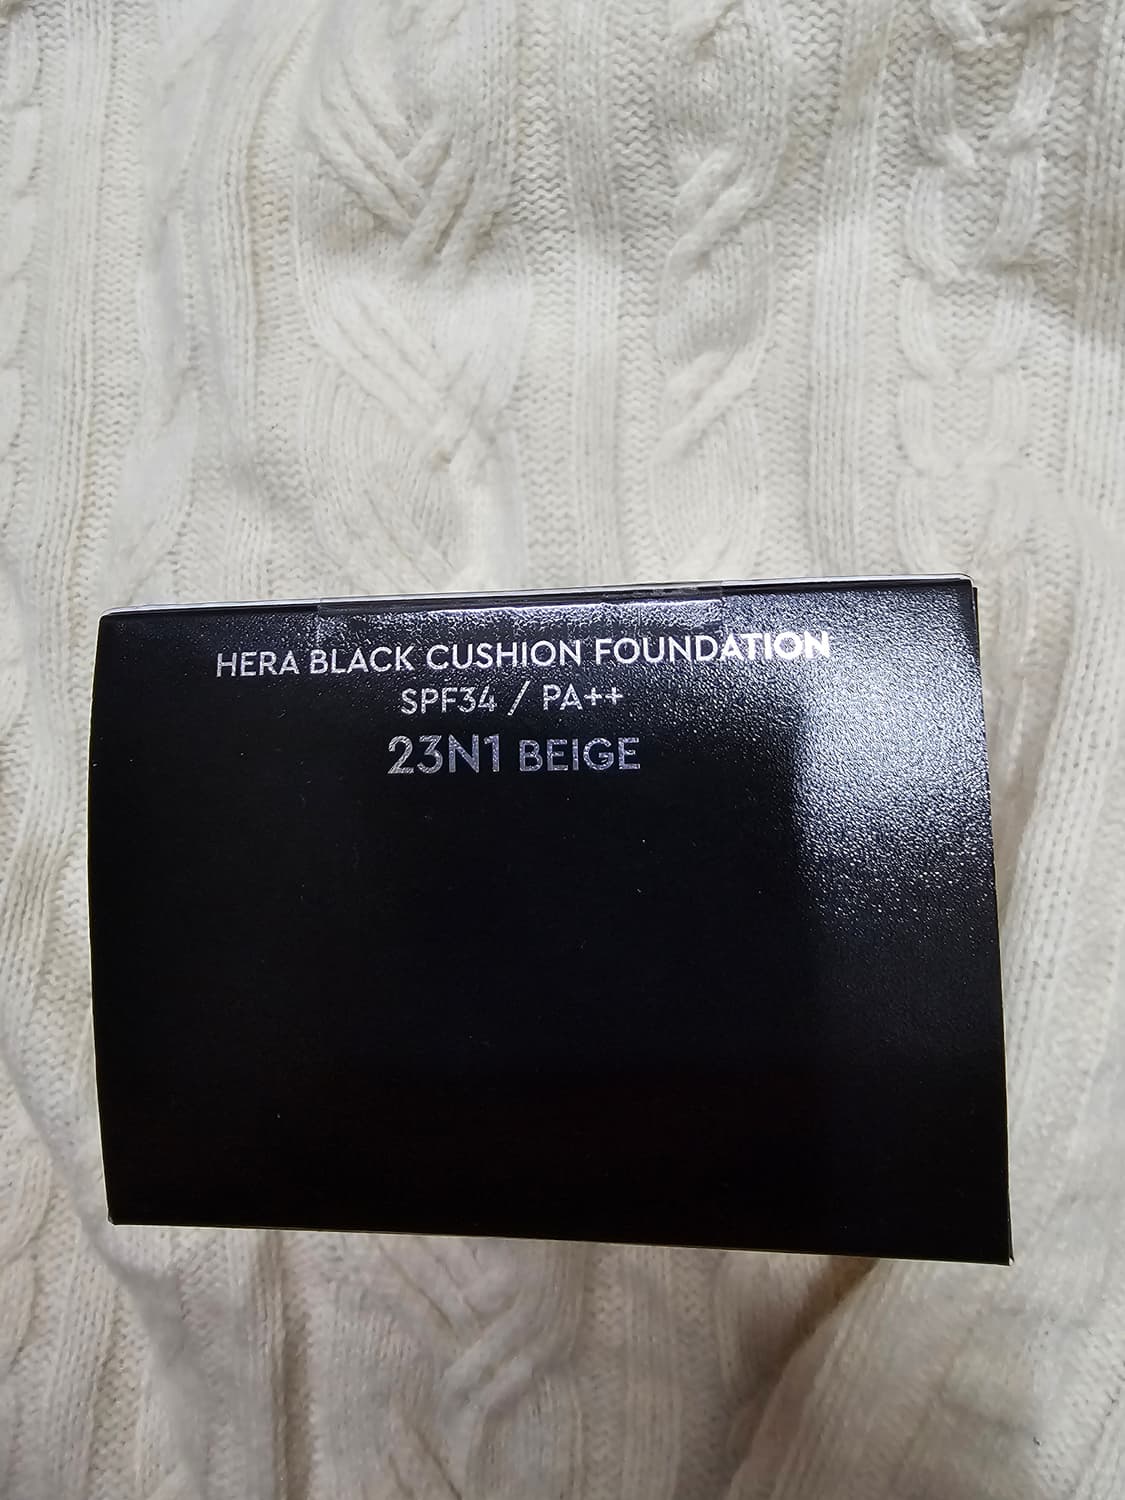 HERA BLACK CUSHION FOUNDATION
SPF34 / PA++
23N1 BEIGE